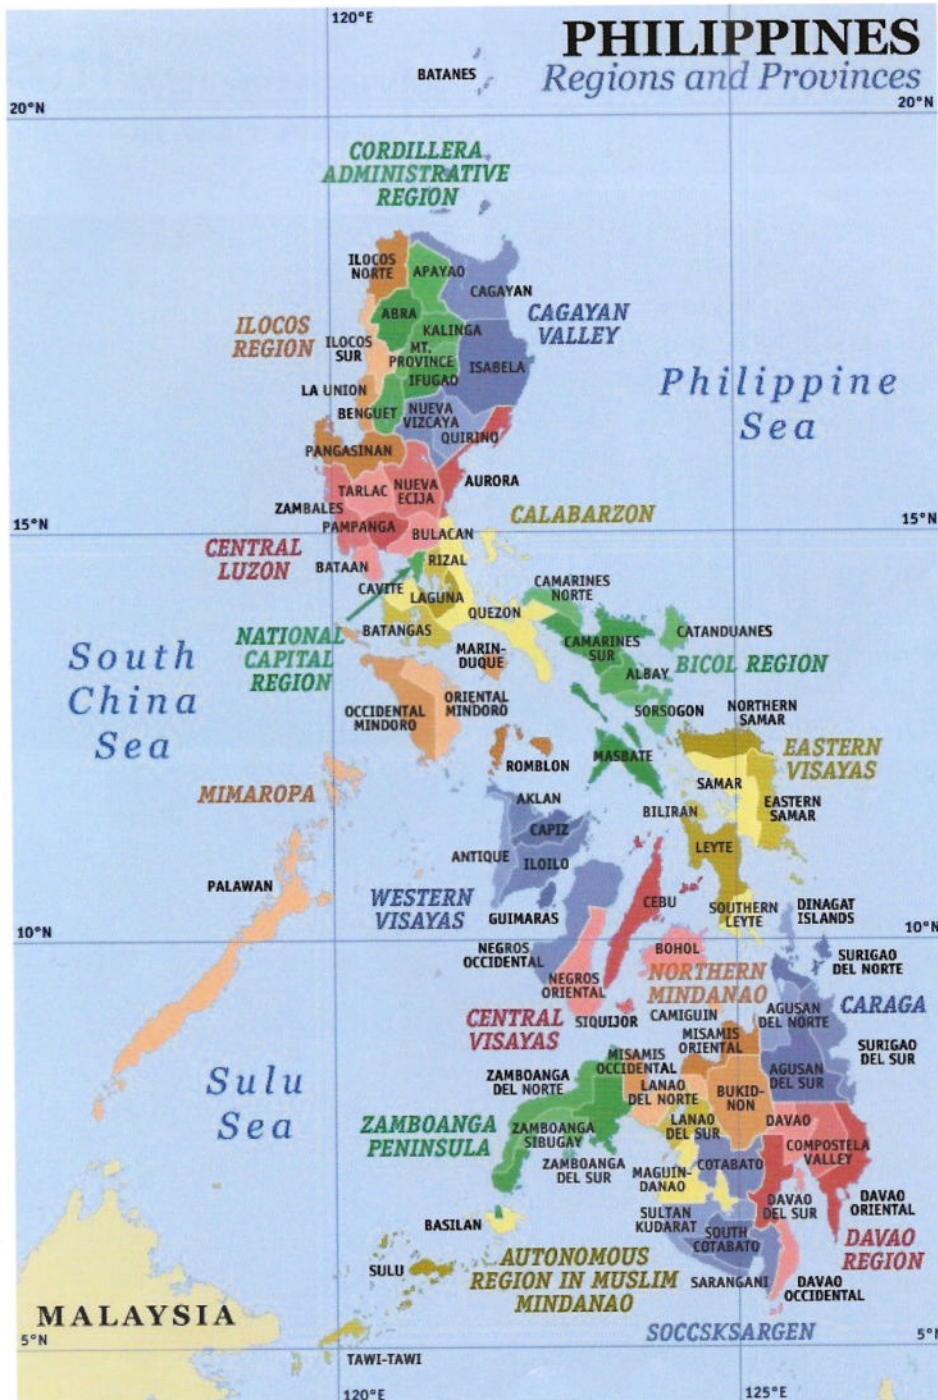 120°E
PHILIPPINES
Regions and Provinces
BATANES
20°N
20°N
CORDILLERA
ADMINISTRATIVE
REGION
ILOCOS
NORTE
APAYAO
CAGAYAN
ABRA
CAGAYAN
VALLEY
ILOCOS
REGION
KALINGA
ILOCOS
SUR
MT.
PROVINCE
ISABELA
IFUGAO
Philippine
Sea
LA UNION
BENGUET
NUEVA
VIZCAYA
QUIRINO
PANGASINAN
AURORA
TARLAC
NUEVA
ECIJA
ZAMBALES
CALABARZON
15°N
15°N
PAMPANGA
BULACAN
CENTRAL
LUZON
BATAAN
RIZAL
CAVITE
LAGUNA
CAMARINES
NORTE
QUEZON
BATANGAS
NATIONAL
CAPITAL
REGION
CATANDUANES
CAMARINES
SUR
MARIN-
DUQUE
BICOL REGION
ALBAY
South
China
Sea
ORIENTAL
MINDORO
OCCIDENTAL
MINDORO
SORSOGON
NORTHERN
SAMAR
ROMBLON
MASBATE
EASTERN
VISAYAS
SAMAR
MIMAROPA
AKLAN
BILIRAN
EASTERN
SAMAR
CAPIZ
LEYTE
ANTIQUE
ILOILO
PALAWAN
WESTERN
VISAYAS
GUIMARAS
CEBU
SOUTHERN
LEYTE
DINAGAT
ISLANDS
10°N
10°N
NEGROS
OCCIDENTAL
BOHOL
SURIGAO
DEL NORTE
NEGROS
ORIENTAL
NORTHERN
MINDANAO
CARAGA
CENTRAL
VISAYAS
SIQUIJOR
CAMIGUIN
AGUSAN
DEL NORTE
MISAMIS
ORIENTAL
SURIGAO
DEL SUR
MISAMIS
OCCIDENTAL
AGUSAN
DEL SUR
Sulu
Sea
ZAMBOANGA
DEL NORTE
LANAO
DEL NORTE
BUKID-
NON
ZAMBOANGA
PENINSULA
ZAMBOANGA
SIBUGAY
LANAO
DEL SUR
DAVAO
COMPOSTELA
VALLEY
ZAMBOANGA
DEL SUR
MAGUIN-
DANAO
COTABATO
DAVAO
DEL SUR
DAVAO
ORIENTAL
BASILAN
SULTAN
KUDARAT
SOUTH
COTABATO
DAVAO
REGION
SULU
AUTONOMOUS
REGION IN MUSLIM
MINDANAO
SARANGANI
DAVAO
OCCIDENTAL
MALAYSIA
SOCCSKSARGEN
5°N
5°N
TAWI-TAWI
120°E
125°E